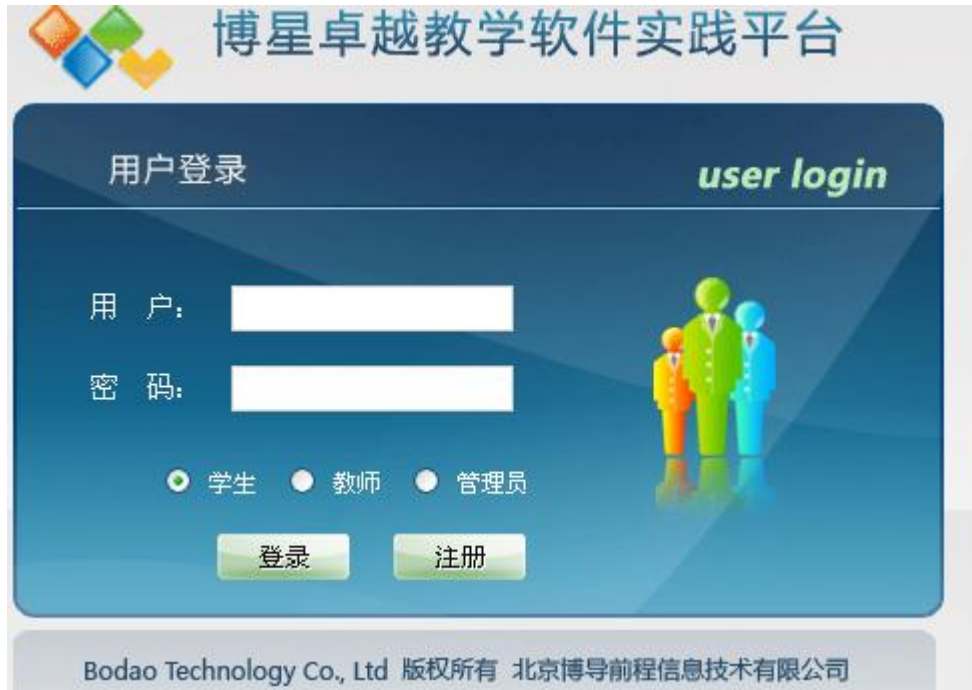 博星卓越教学软件实践平台
用户登录 user login
用 户：
密 码：
学生 教师 管理员
登录 注册
Bodao Technology Co., Ltd 版权所有 北京博导前程信息技术有限公司